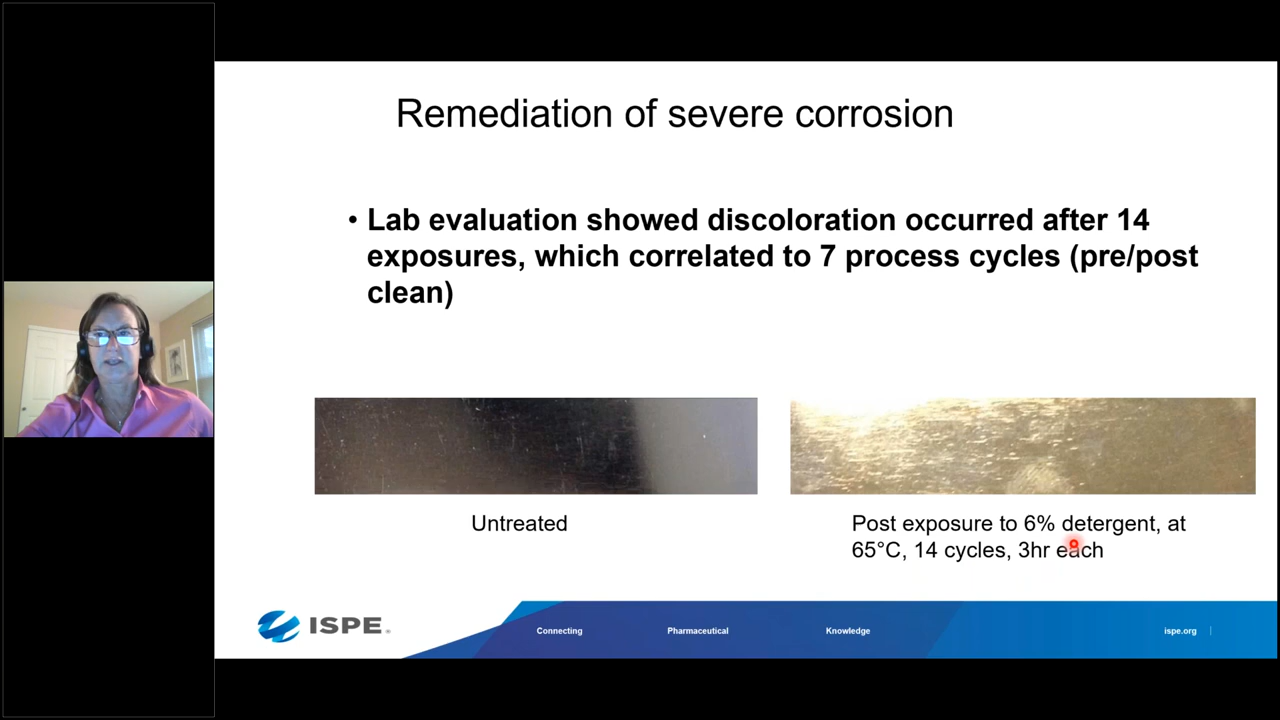 Remediation of severe corrosion
• Lab evaluation showed discoloration occurred after 14
exposures, which correlated to 7 process cycles (pre/post
clean)
Untreated
Post exposure to 6% detergent, at
65°C, 14 cycles, 3hr each
ISPE®
Connecting
Pharmaceutical
Knowledge
ispe.org |